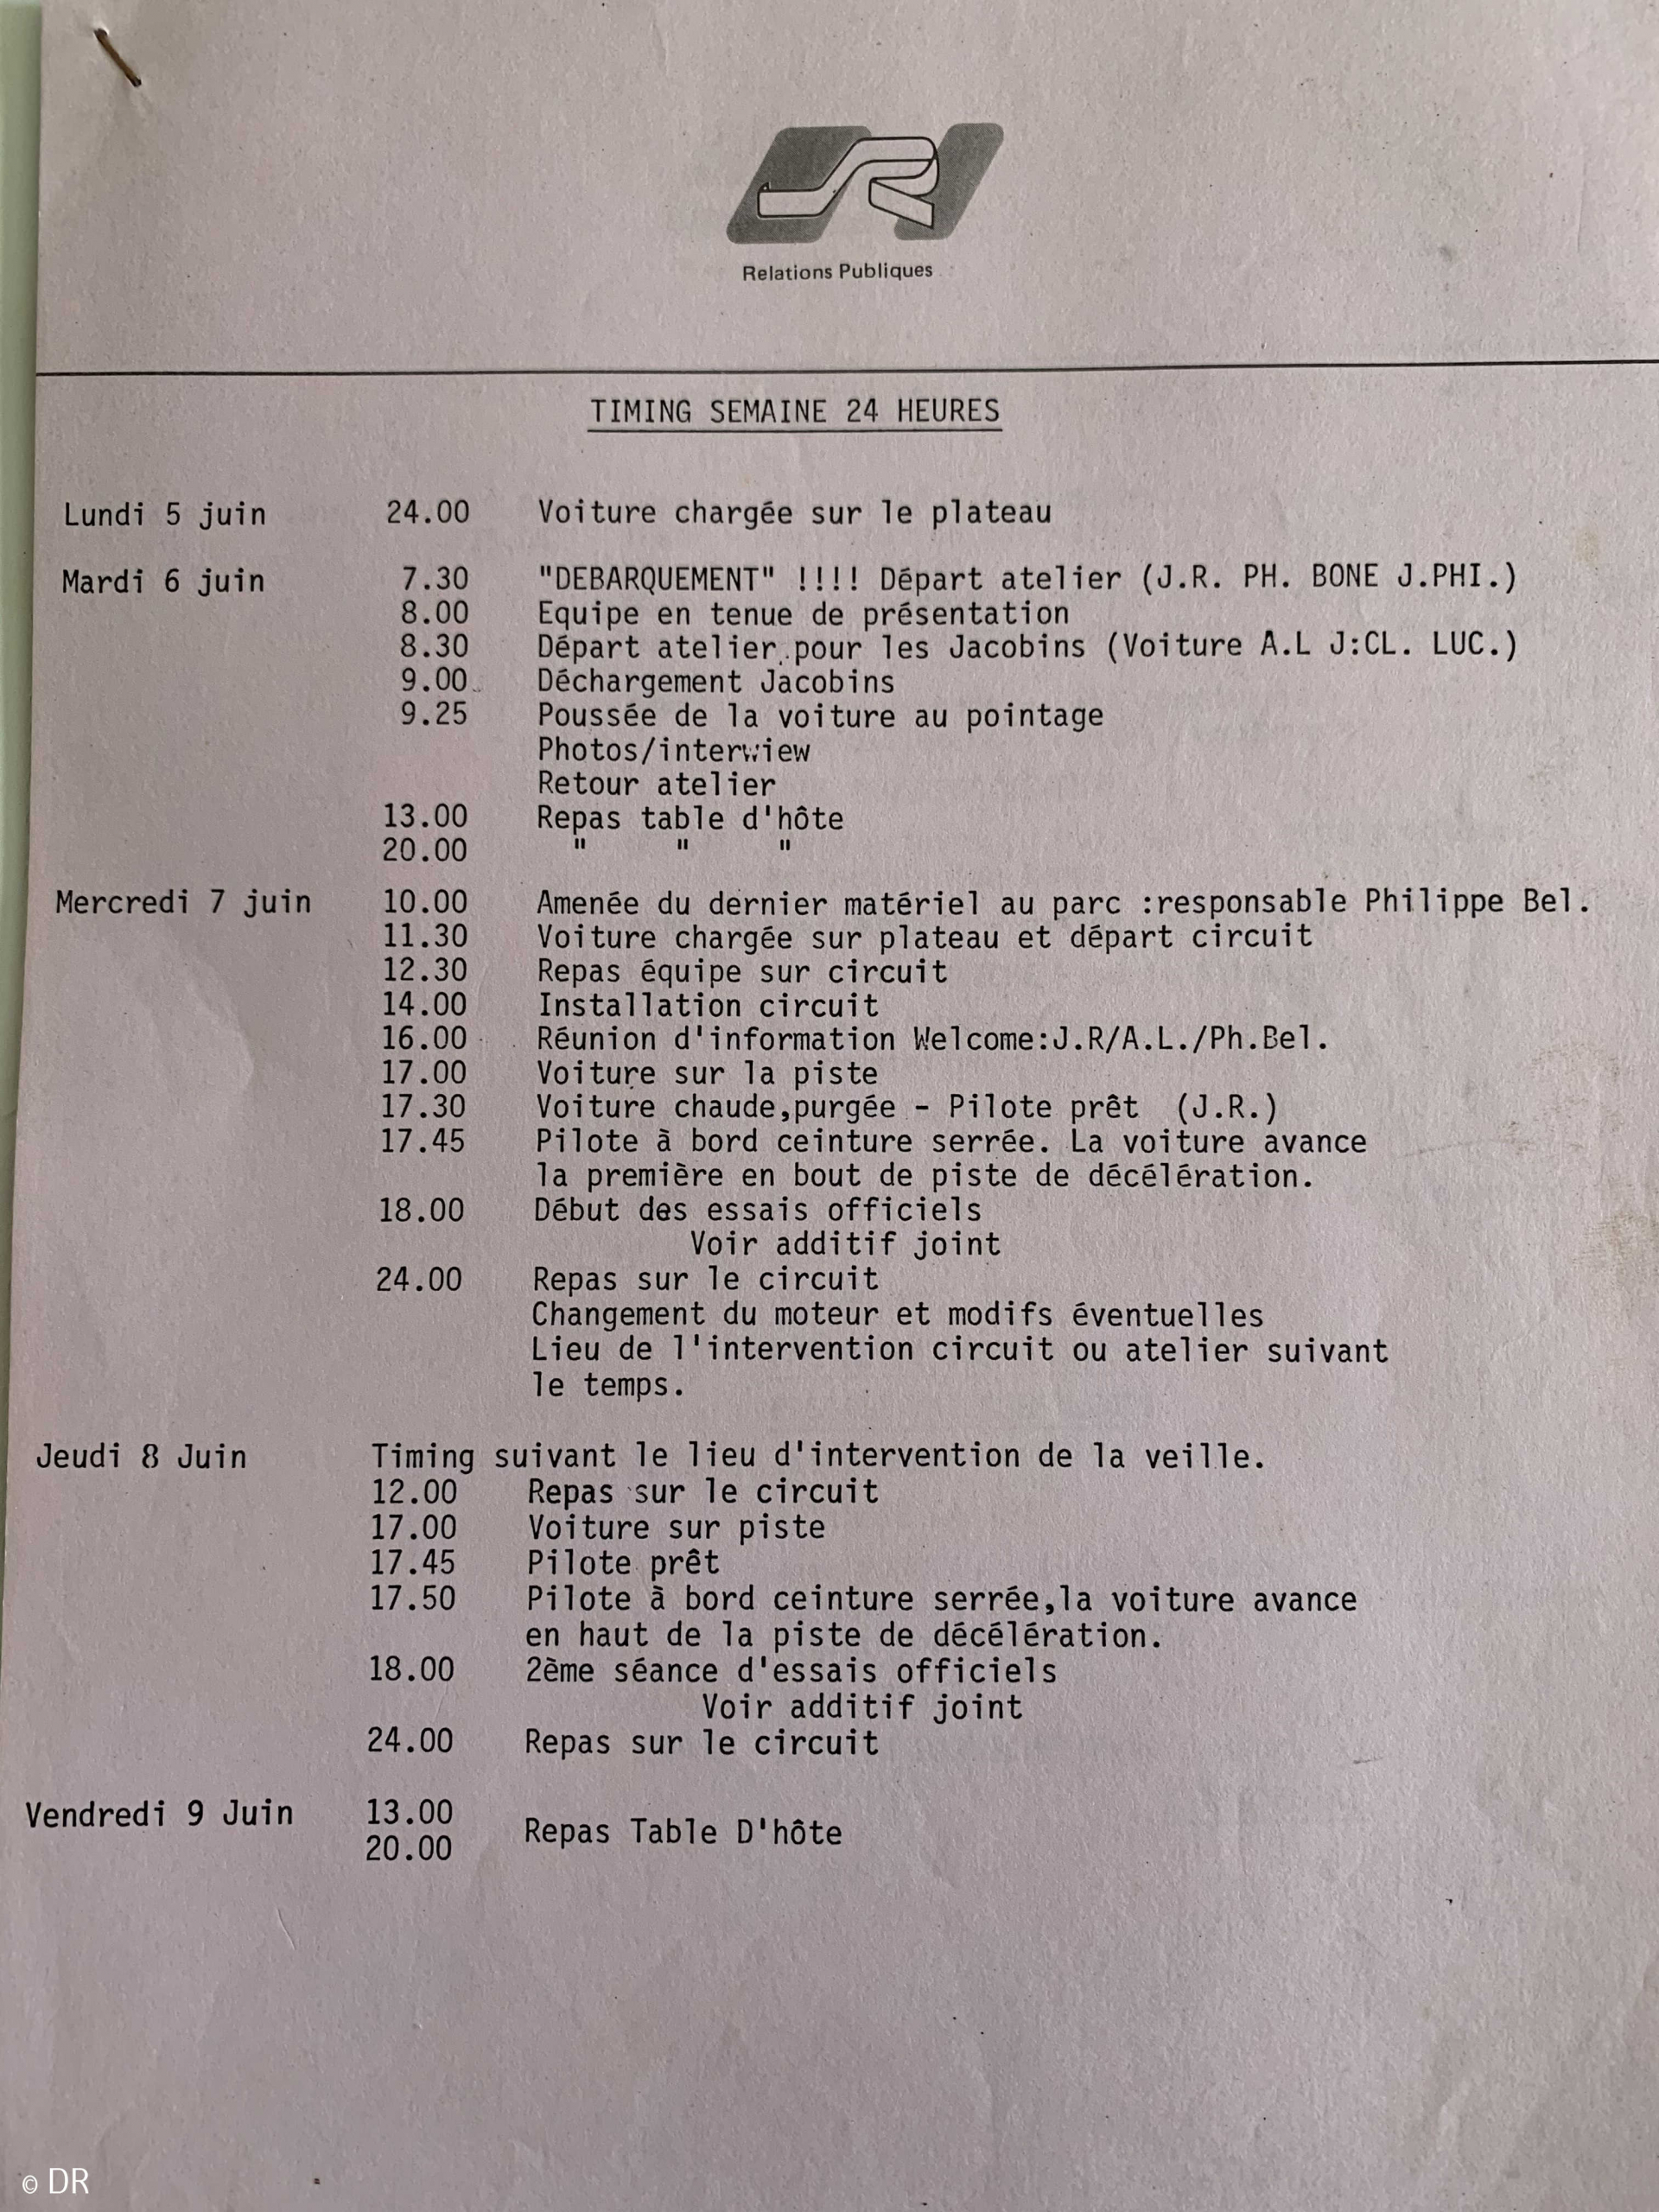 JR
Relations Publiques
TIMING SEMAINE 24 HEURES
Lundi 5 juin 24.00 Voiture chargée sur le plateau
Mardi 6 juin 7.30 "DEBARQUEMENT" !!!! Départ atelier (J.R. PH. BONE J.PHI.)
8.00 Equipe en tenue de présentation
8.30 Départ atelier pour les Jacobins (Voiture A.L J:CL. LUC.)
9.00 Déchargement Jacobins
9.25 Poussée de la voiture au pointage
Photos/interwiew
Retour atelier
13.00 Repas table d'hôte
20.00 " " "
Mercredi 7 juin 10.00 Amenée du dernier matériel au parc :responsable Philippe Bel.
11.30 Voiture chargée sur plateau et départ circuit
12.30 Repas équipe sur circuit
14.00 Installation circuit
16.00 Réunion d'information Welcome:J.R/A.L./Ph.Bel.
17.00 Voiture sur la piste
17.30 Voiture chaude,purgée - Pilote prêt (J.R.)
17.45 Pilote à bord ceinture serrée. La voiture avance
la première en bout de piste de décélération.
18.00 Début des essais officiels
Voir additif joint
24.00 Repas sur le circuit
Changement du moteur et modifs éventuelles
Lieu de l'intervention circuit ou atelier suivant
le temps.
Jeudi 8 Juin Timing suivant le lieu d'intervention de la veille.
12.00 Repas sur le circuit
17.00 Voiture sur piste
17.45 Pilote prêt
17.50 Pilote à bord ceinture serrée,la voiture avance
en haut de la piste de décélération.
18.00 2ème séance d'essais officiels
Voir additif joint
24.00 Repas sur le circuit
Vendredi 9 Juin 13.00
Repas Table D'hôte
20.00
© DR